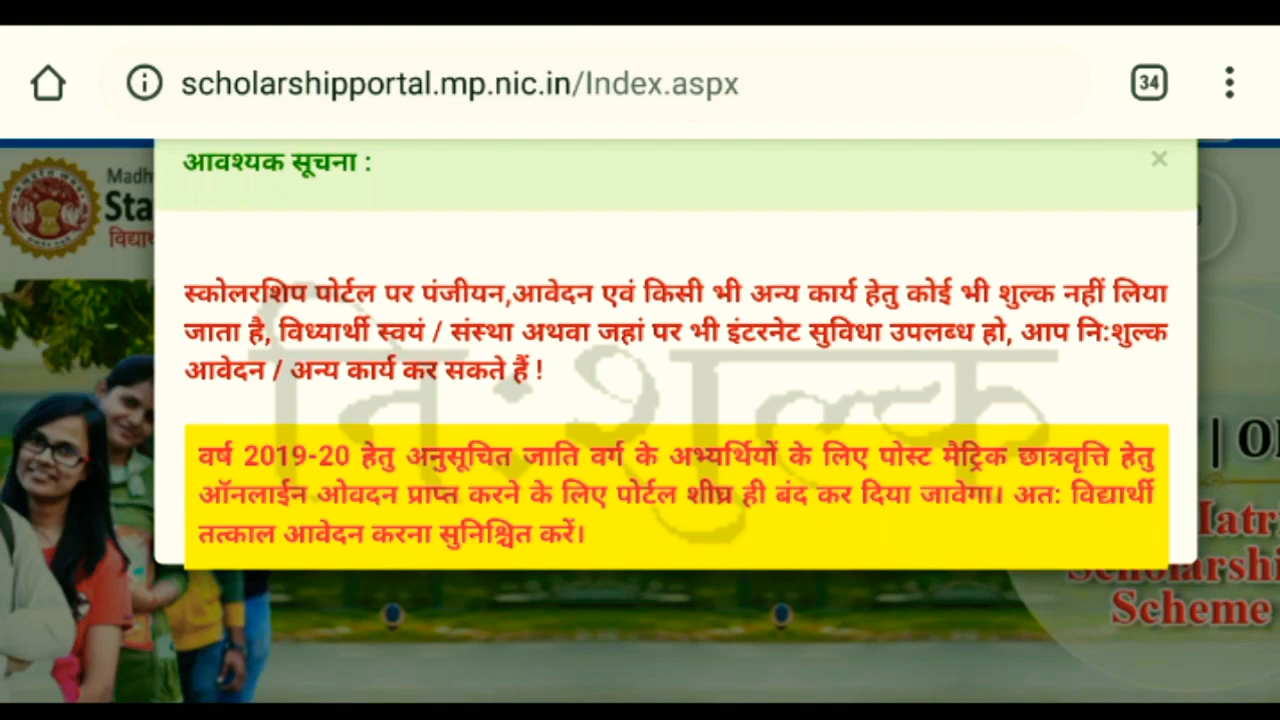 scholarshipportal.mp.nic.in/Index.aspx
34
आवश्यक सूचना :
×
Madh
Sta
विद्या
स्कोलरशिप पोर्टल पर पंजीयन,आवेदन एवं किसी भी अन्य कार्य हेतु कोई भी शुल्क नहीं लिया
जाता है, विध्यार्थी स्वयं / संस्था अथवा जहां पर भी इंटरनेट सुविधा उपलब्ध हो, आप नि:शुल्क
आवेदन / अन्य कार्य कर सकते हैं !
नि:शुल्क
वर्ष 2019-20 हेतु अनुसूचित जाति वर्ग के अभ्यर्थियों के लिए पोस्ट मैट्रिक छात्रवृत्ति हेतु
ऑनलाईन ओवदन प्राप्त करने के लिए पोर्टल शीघ्र ही बंद कर दिया जावेगा। अत: विद्यार्थी
तत्काल आवेदन करना सुनिश्चित करें।
Scheme